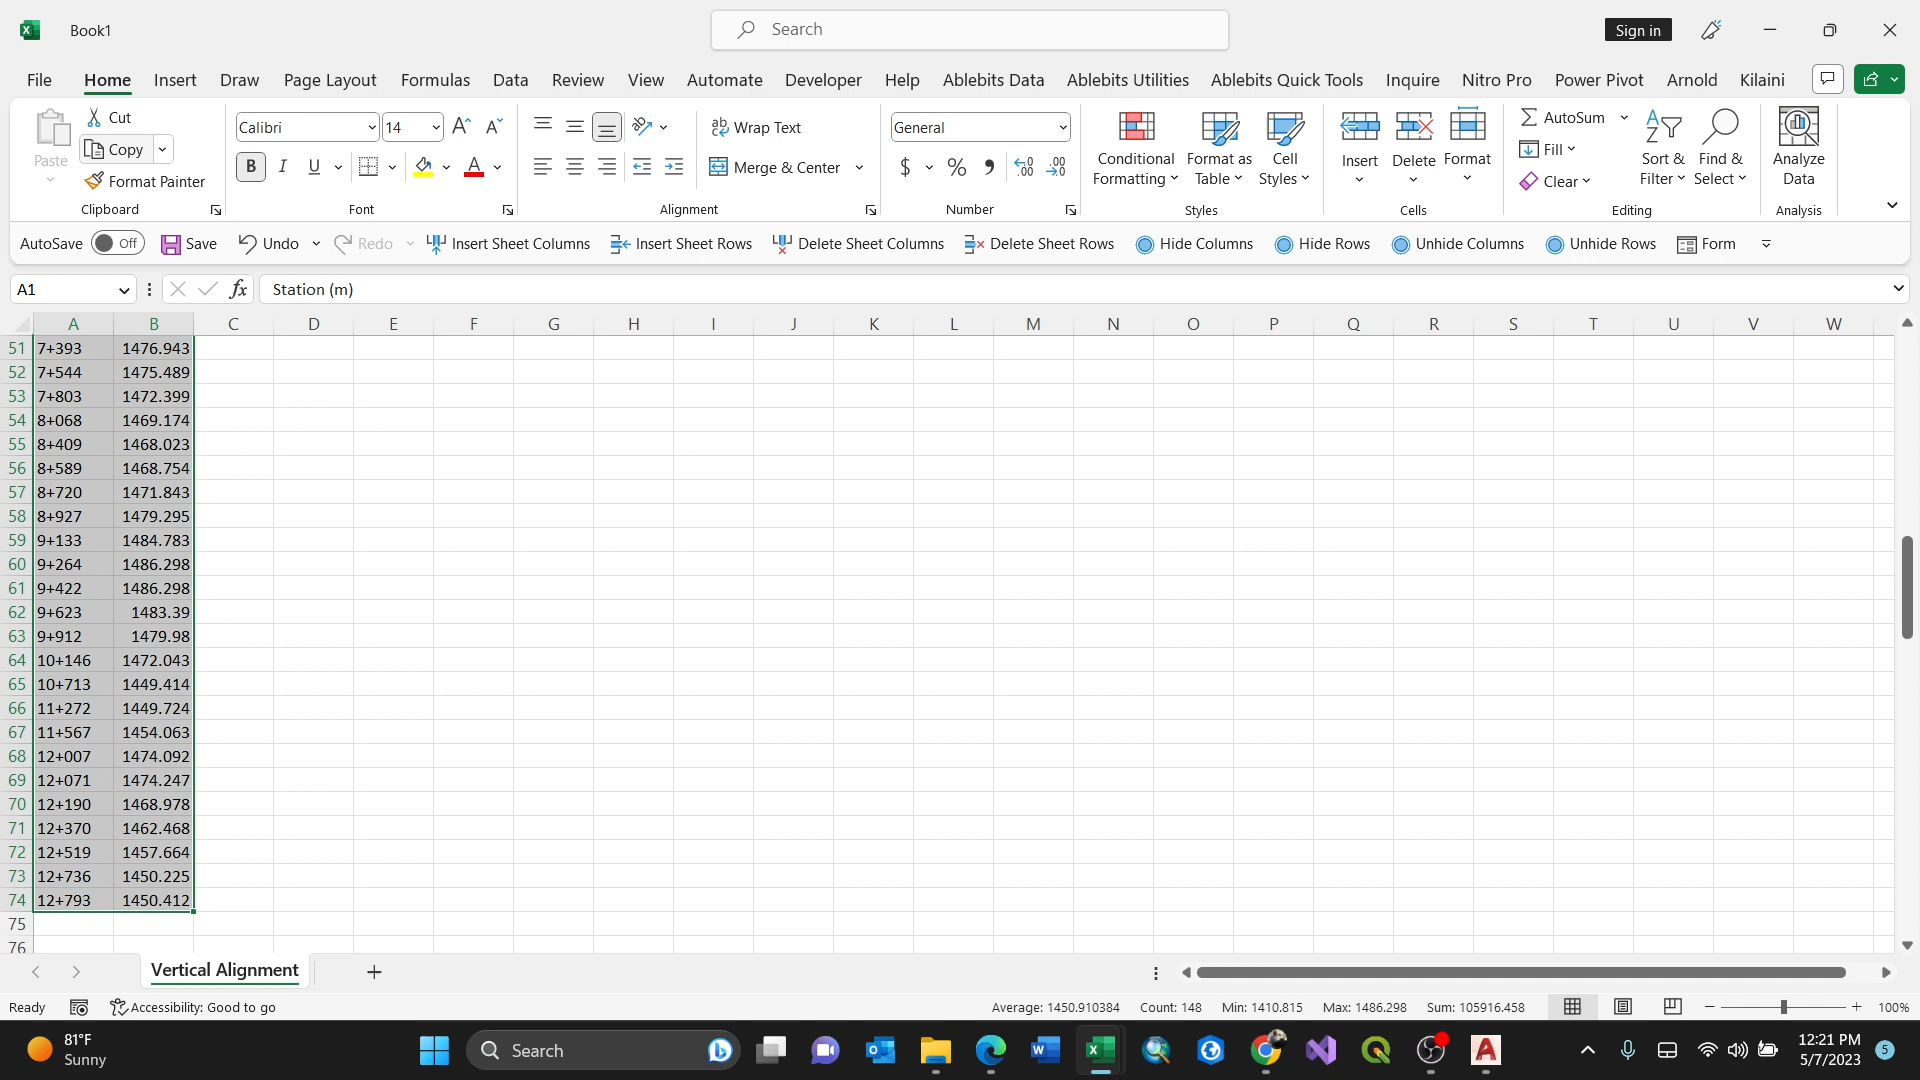 Book1
Search
Sign in
File Home Insert Draw Page Layout Formulas Data Review View Automate Developer Help Ablebits Data Ablebits Utilities Ablebits Quick Tools Inquire Nitro Pro Power Pivot Arnold Kilaini
Paste
Cut
Copy
Format Painter
Clipboard
Calibri 14
B I U
Font
Wrap Text
Merge & Center
Alignment
General
$ %
Number
Conditional Formatting
Format as Table
Cell Styles
Styles
Insert Delete Format
Cells
AutoSum
Fill
Clear
Sort & Filter
Find & Select
Editing
Analyze Data
Analysis
AutoSave Off Save Undo Redo Insert Sheet Columns Insert Sheet Rows Delete Sheet Columns Delete Sheet Rows Hide Columns Hide Rows Unhide Columns Unhide Rows Form
A1 fx Station (m)
A B C D E F G H I J K L M N O P Q R S T U V W
51 7+393 1476.943
52 7+544 1475.489
53 7+803 1472.399
54 8+068 1469.174
55 8+409 1468.023
56 8+589 1468.754
57 8+720 1471.843
58 8+927 1479.295
59 9+133 1484.783
60 9+264 1486.298
61 9+422 1486.298
62 9+623 1483.39
63 9+912 1479.98
64 10+146 1472.043
65 10+713 1449.414
66 11+272 1449.724
67 11+567 1454.063
68 12+007 1474.092
69 12+071 1474.247
70 12+190 1468.978
71 12+370 1462.468
72 12+519 1457.664
73 12+736 1450.225
74 12+793 1450.412
75
76
Vertical Alignment
Ready Accessibility: Good to go Average: 1450.910384 Count: 148 Min: 1410.815 Max: 1486.298 Sum: 105916.458 100%
81°F
Sunny
Search
12:21 PM
5/7/2023
5